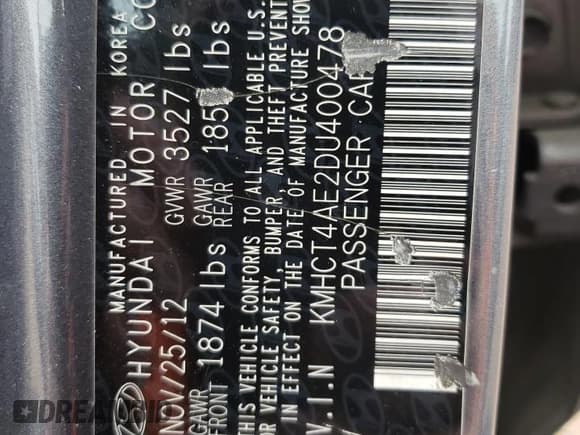 MANUFACTURED IN KOREA
HYUNDAI MOTOR CO
NOV/25/12 GVWR 3527 lbs
GAWR FRONT 1874 lbs GAWR REAR 185 lbs
THIS VEHICLE CONFORMS TO ALL APPLICABLE U.S.
OR VEHICLE SAFETY, BUMPER, AND THEFT PREVENT
IN EFFECT ON THE DATE OF MANUFACTURE SHOW
V.I.N KMHCT4AE2DU400478
PASSENGER CA